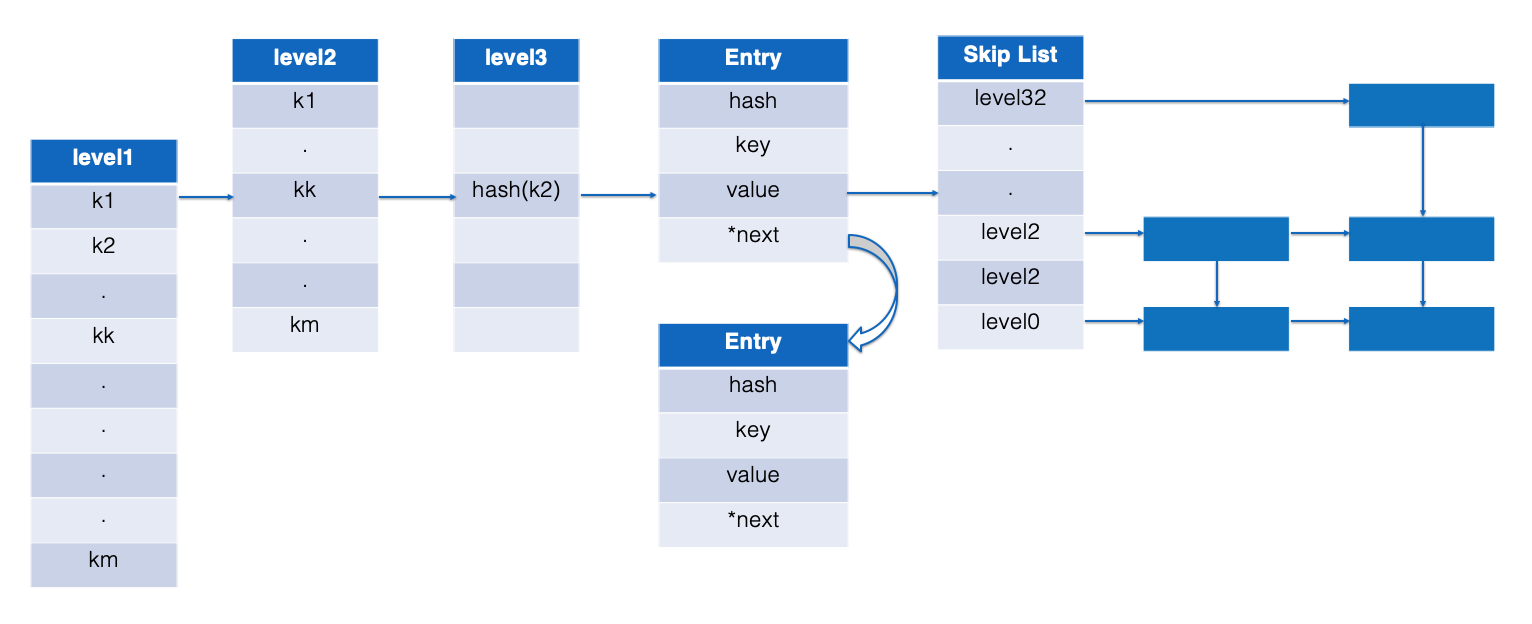 level1
k1
k2
.
kk
.
.
.
.
km
level2
k1
.
kk
.
.
km
level3
hash(k2)
Entry
hash
key
value
*next
Entry
hash
key
value
*next
Skip List
level32
.
.
level2
level2
level0